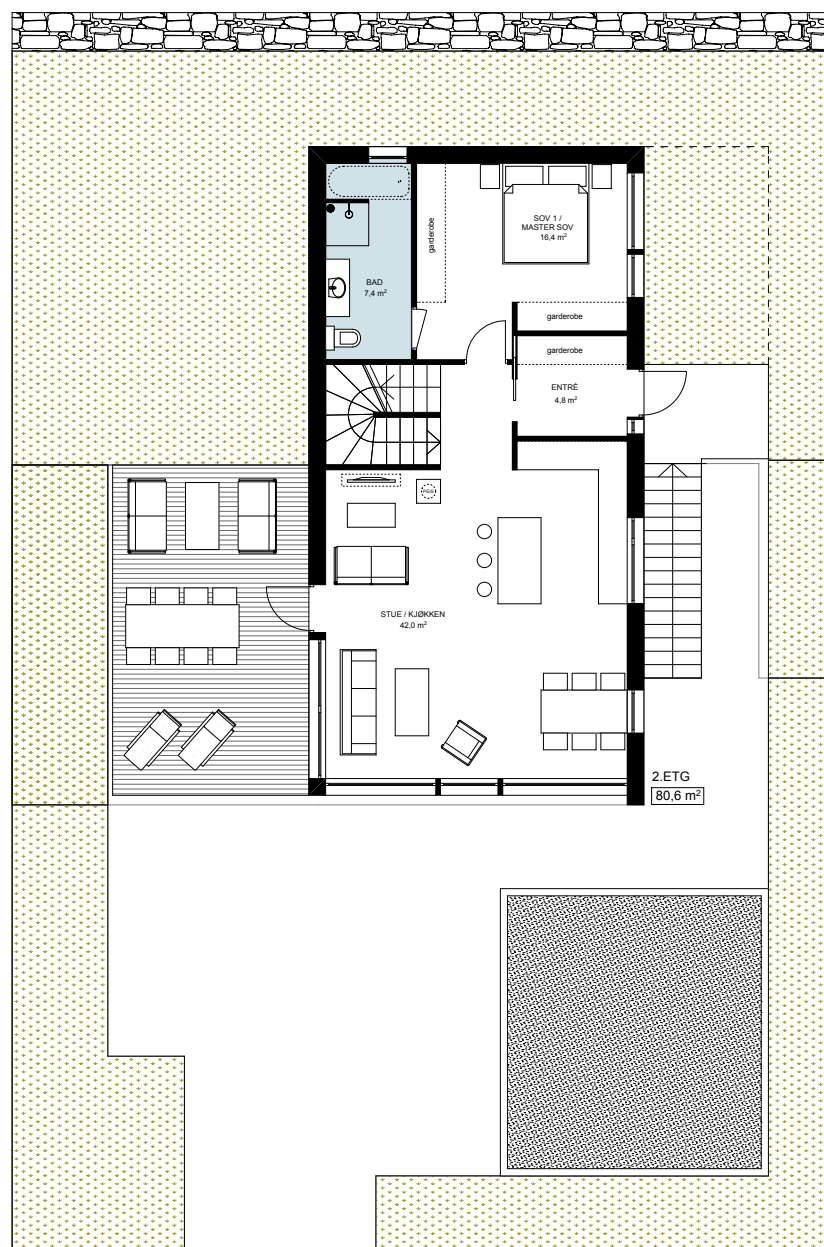 SOV 1 /
MASTER SOV
16,4 m²
garderobe
BAD
7,4 m²
garderobe
garderobe
ENTRÉ
4,8 m²
PEIS
STUE / KJØKKEN
42,0 m²
2.ETG
80,6 m²